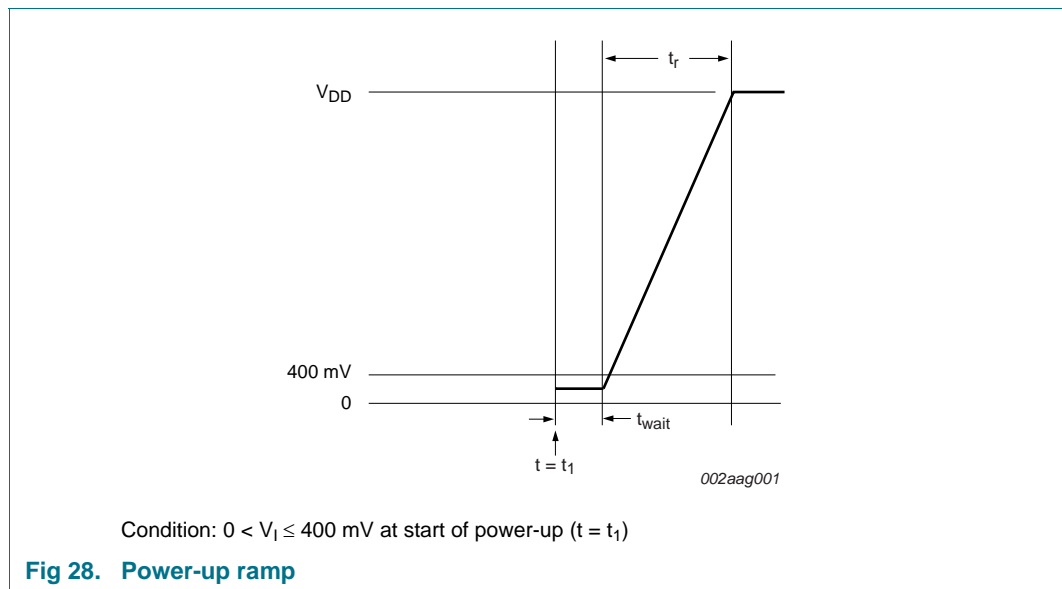 t_r
V_DD
400 mV
0
t_wait
t = t_1
002aag001
Condition: 0 < V_I ≤ 400 mV at start of power-up (t = t_1)
Fig 28. Power-up ramp